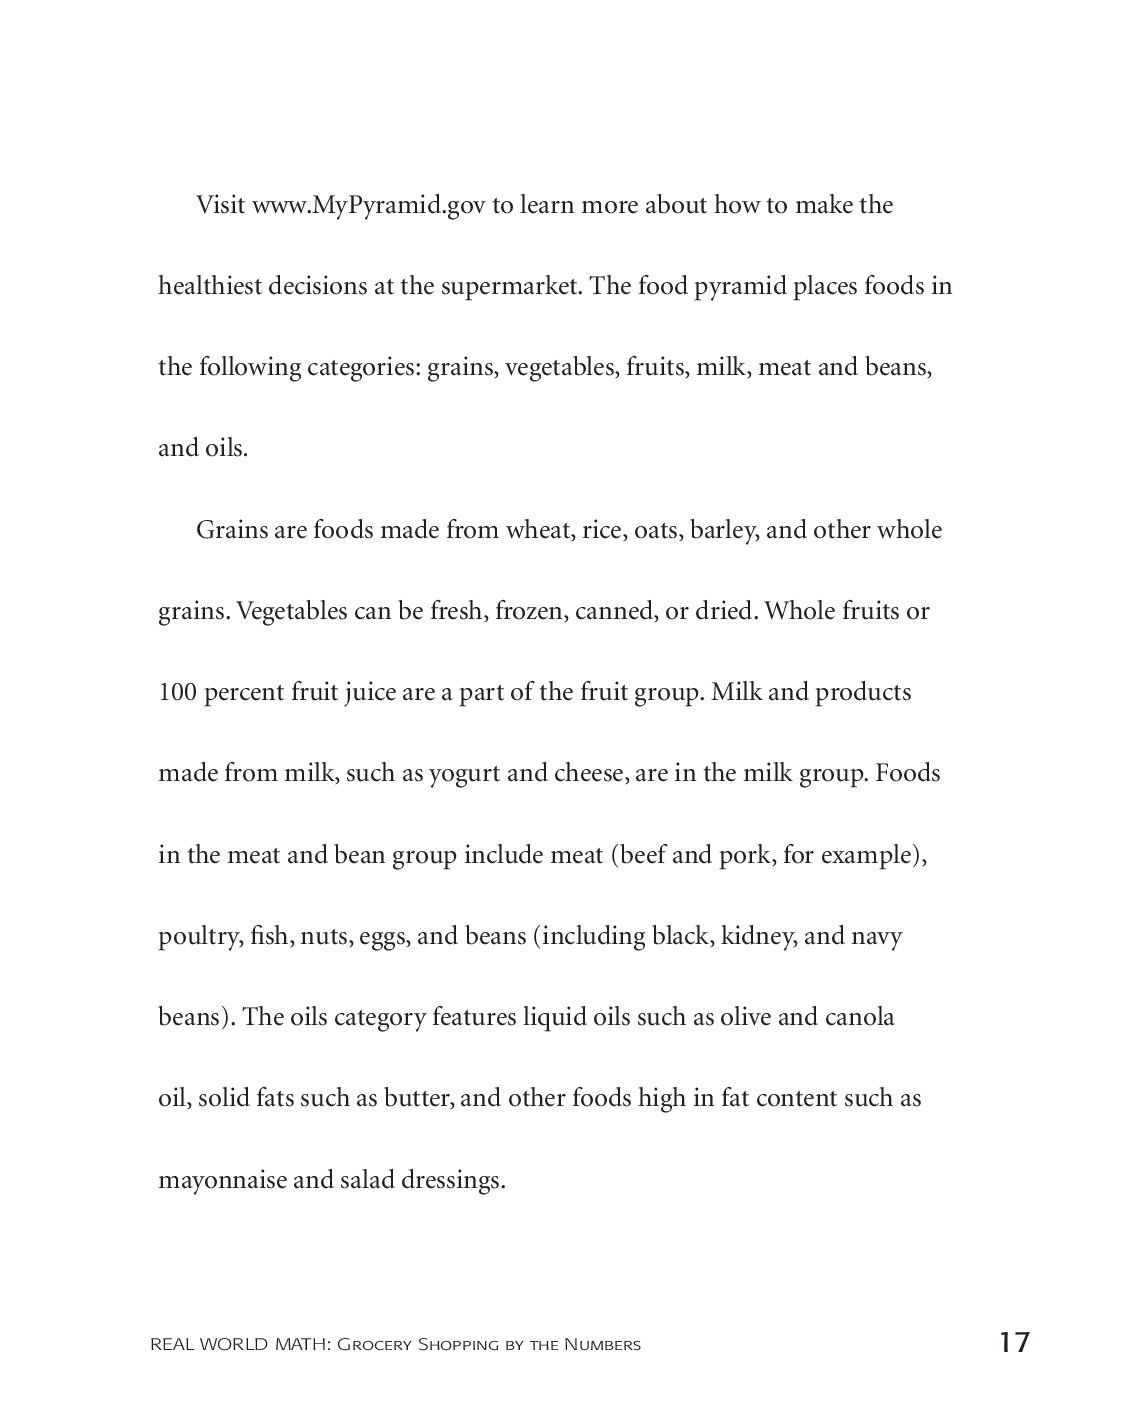 Visit www.MyPyramid.gov to learn more about how to make the
healthiest decisions at the supermarket. The food pyramid places foods in
the following categories: grains, vegetables, fruits, milk, meat and beans,
and oils.
Grains are foods made from wheat, rice, oats, barley, and other whole
grains. Vegetables can be fresh, frozen, canned, or dried. Whole fruits or
100 percent fruit juice are a part of the fruit group. Milk and products
made from milk, such as yogurt and cheese, are in the milk group. Foods
in the meat and bean group include meat (beef and pork, for example),
poultry, fish, nuts, eggs, and beans (including black, kidney, and navy
beans). The oils category features liquid oils such as olive and canola
oil, solid fats such as butter, and other foods high in fat content such as
mayonnaise and salad dressings.
REAL WORLD MATH: Grocery Shopping by the Numbers 17